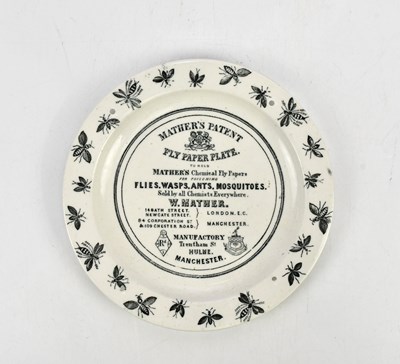 MATHER'S PATENT
FLY PAPER PLATE.
TO HOLD
MATHER'S Chemical Fly Papers
FOR POISONING
FLIES, WASPS, ANTS, MOSQUITOES.
Sold by all Chemists Everywhere.
W. MATHER.
14 BATH STREET,
NEWGATE STREET.
LONDON. E.C.
84 CORPORATION ST
& 109 CHESTER ROAD.
MANCHESTER.
MANUFACTORY
Trentham St
HULME.
MANCHESTER.
Rd